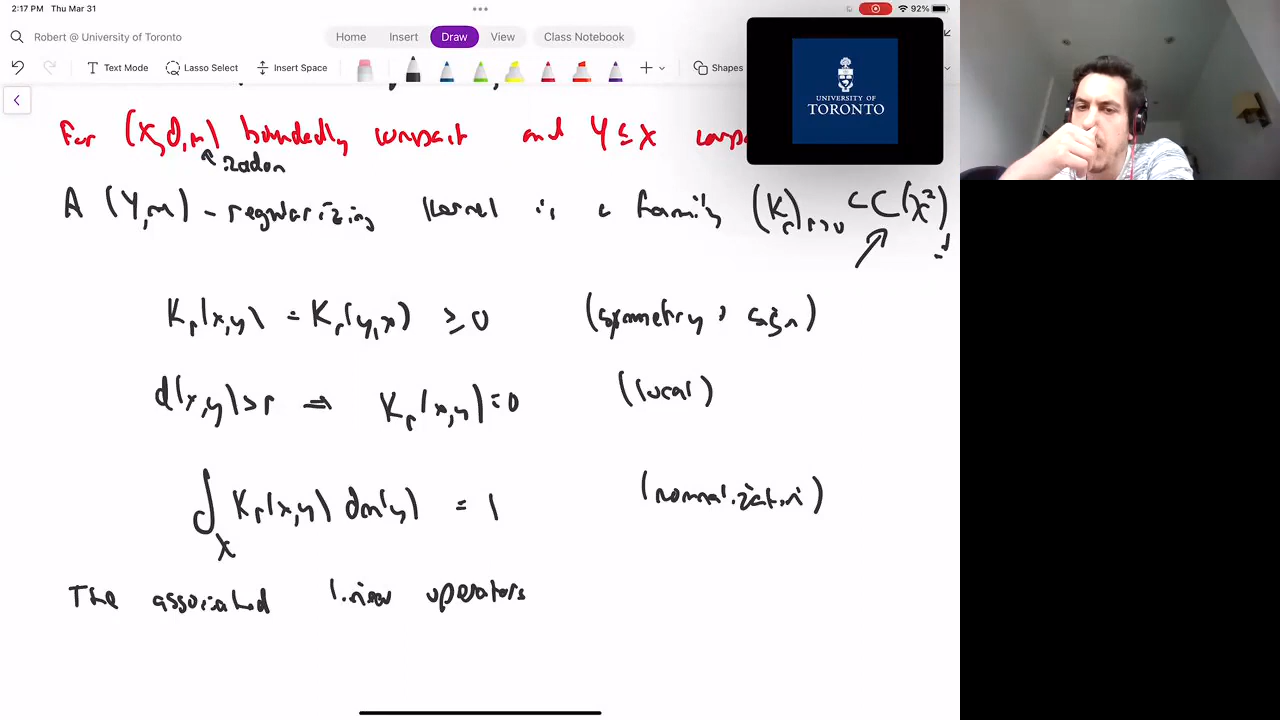 2:17 PM Thu Mar 31
92%
Robert @ University of Toronto
Home Insert Draw View Class Notebook
Text Mode Lasso Select Insert Space Shapes
UNIVERSITY OF
TORONTO
For (X,d,m) boundedly compact and Y ⊆ X
radon
A (Y,m) - regularizing kernel is a family (K_r)_{r>0} ⊂ C(X²)
K_r(x,y) = K_r(y,x) ≥ 0 (symmetry, sign)
d(x,y) > r ⇒ K_r(x,y) = 0 (local)
∫_X K_r(x,y) dm(y) = 1 (normalization)
The associated linear operators